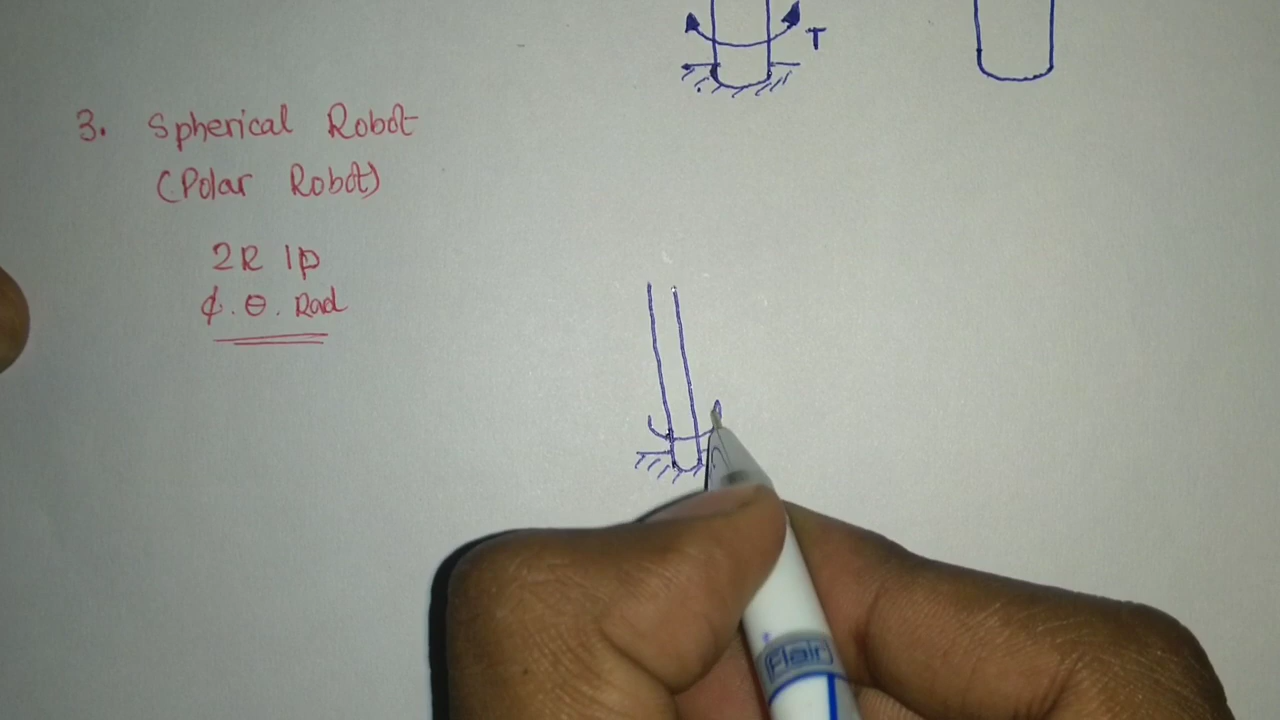 T
3. Spherical Robot
(Polar Robot)
2R 1P
ϕ. θ. Rad
Flair